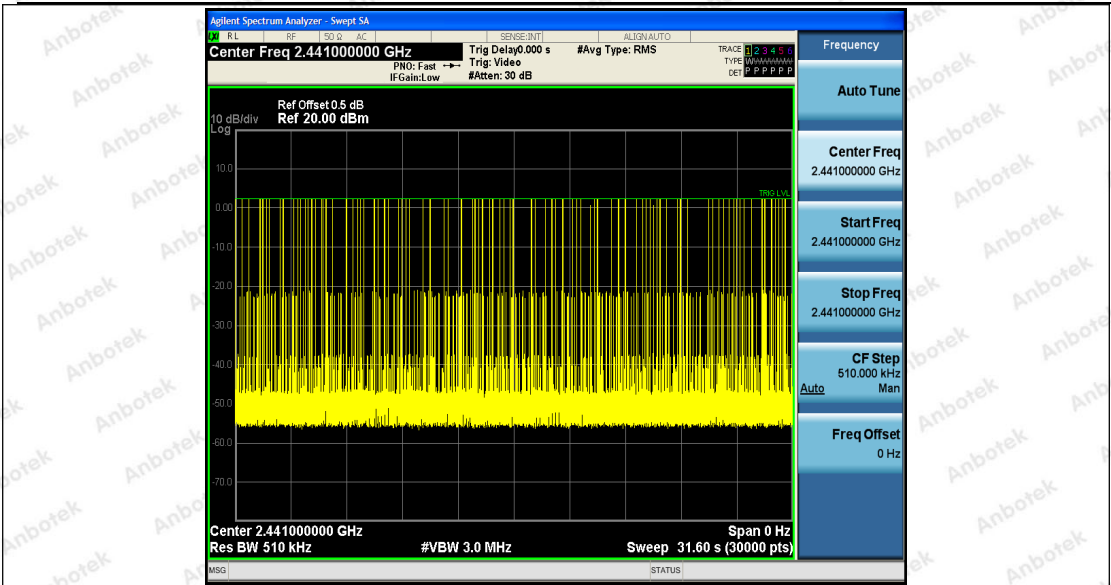 Agilent Spectrum Analyzer - Swept SA
LXI RL RF 50 Ω AC SENSE:INT ALIGN AUTO
Center Freq 2.441000000 GHz
PNO: Fast
IFGain:Low
Trig Delay0.000 s
Trig: Video
#Atten: 30 dB
#Avg Type: RMS
TRACE 1 2 3 4 5 6
TYPE W
DET P P P P P P
Ref Offset 0.5 dB
10 dB/div Ref 20.00 dBm
Log
10.0
TRIG LVL
0.00
-10.0
-20.0
-30.0
-40.0
-50.0
-60.0
-70.0
Center 2.441000000 GHz Span 0 Hz
Res BW 510 kHz #VBW 3.0 MHz Sweep 31.60 s (30000 pts)
MSG STATUS
Frequency
Auto Tune
Center Freq
2.441000000 GHz
Start Freq
2.441000000 GHz
Stop Freq
2.441000000 GHz
CF Step
510.000 kHz
Auto Man
Freq Offset
0 Hz
Anbotek